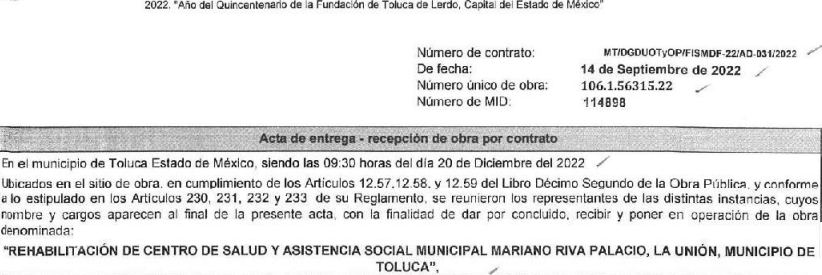 2022. "Año del Quincentenario de la Fundación de Toluca de Lerdo, Capital del Estado de México"
Número de contrato: MT/DGDUOTyOP/FISMDF-22/AD-031/2022
De fecha: 14 de Septiembre de 2022
Número único de obra: 106.1.56315.22
Número de MID: 114898
Acta de entrega - recepción de obra por contrato
En el municipio de Toluca Estado de México, siendo las 09:30 horas del día 20 de Diciembre del 2022
Ubicados en el sitio de obra, en cumplimiento de los Artículos 12.57,12.58. y 12.59 del Libro Décimo Segundo de la Obra Pública, y conforme
a lo estipulado en los Articulos 230, 231, 232 y 233 de su Reglamento, se reunieron los representantes de las distintas instancias, cuyos
nombre y cargos aparecen al final de la presente acta, con la finalidad de dar por concluido, recibir y poner en operación de la obra
denominada:
"REHABILITACIÓN DE CENTRO DE SALUD Y ASISTENCIA SOCIAL MUNICIPAL MARIANO RIVA PALACIO, LA UNIÓN, MUNICIPIO DE
TOLUCA",